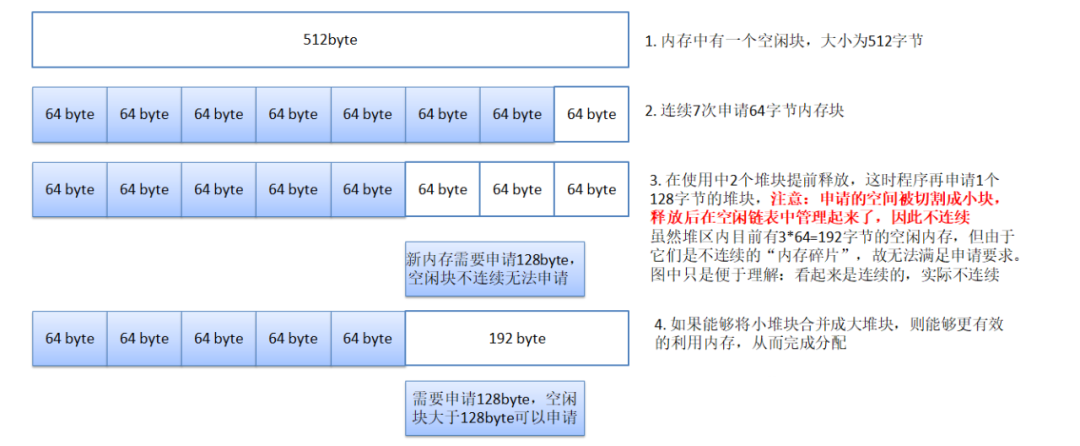 512byte
1. 内存中有一个空闲块，大小为512字节
64 byte 64 byte 64 byte 64 byte 64 byte 64 byte 64 byte 64 byte
2. 连续7次申请64字节内存块
64 byte 64 byte 64 byte 64 byte 64 byte 64 byte 64 byte 64 byte
3. 在使用中2个堆块提前释放，这时程序再申请1个
128字节的堆块，注意：申请的空间被切割成小块，
释放后在空闲链表中管理起来了，因此不连续
虽然堆区内目前有3*64=192字节的空闲内存，但由于
它们是不连续的“内存碎片”，故无法满足申请要求。
图中只是便于理解：看起来是连续的，实际不连续
新内存需要申请128byte，
空闲块不连续无法申请
64 byte 64 byte 64 byte 64 byte 64 byte 192 byte
4. 如果能够将小堆块合并成大堆块，则能够更有效
的利用内存，从而完成分配
需要申请128byte，空闲
块大于128byte可以申请